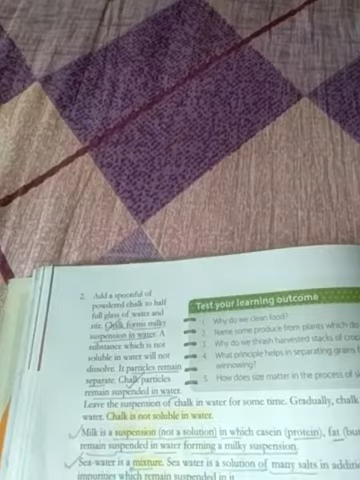 2. Add a spoonful of
powdered chalk to half
full glass of water and
stir. Chalk forms milky
suspension in water. A
substance which is not
soluble in water will not
dissolve. It particles remain
separate. Chalk particles
remain suspended in water.
Test your learning outcome
1. Why do we clean food?
2. Name some produce from plants which do
3. Why do we thrash harvested stacks of crop
4. What principle helps in separating grains f
winnowing?
5. How does size matter in the process of si
Leave the suspension of chalk in water for some time. Gradually, chalk
water. Chalk is not soluble in water.
Milk is a suspension (not a solution) in which casein (protein), fat (but
remain suspended in water forming a milky suspension.
Sea-water is a mixture. Sea water is a solution of many salts in additi
impurities which remain suspended in it